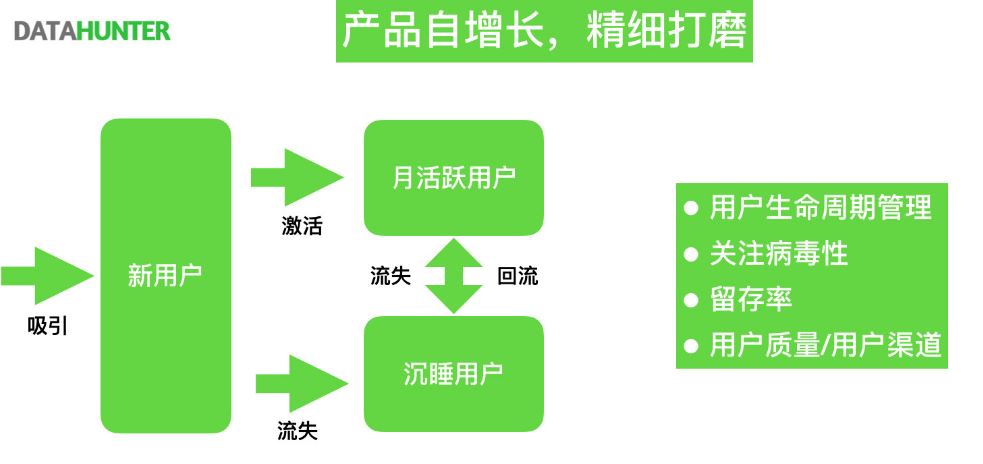 DATAHUNTER
产品自增长，精细打磨
吸引
新用户
激活
月活跃用户
流失
回流
流失
沉睡用户
● 用户生命周期管理
● 关注病毒性
● 留存率
● 用户质量/用户渠道